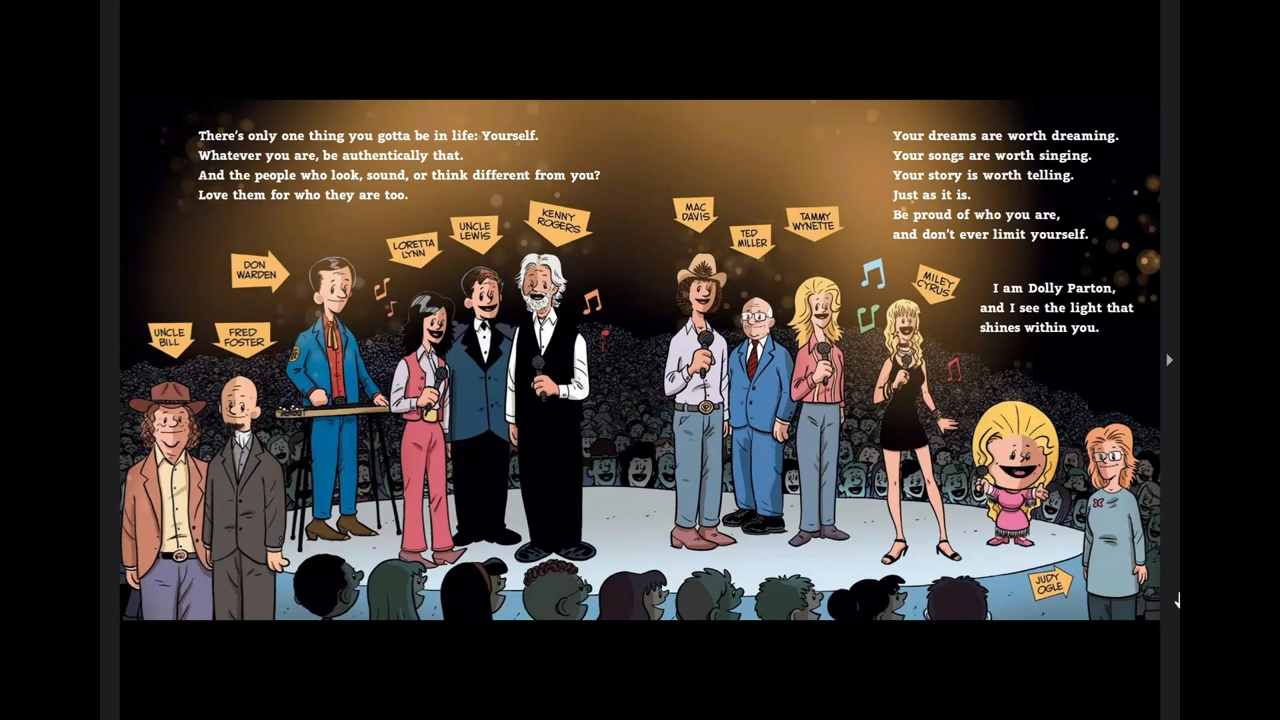 There's only one thing you gotta be in life: Yourself.
Whatever you are, be authentically that.
And the people who look, sound, or think different from you?
Love them for who they are too.
UNCLE
BILL
FRED
FOSTER
DON
WARDEN
LORETTA
LYNN
UNCLE
LEWIS
KENNY
ROGERS
MAC
DAVIS
TED
MILLER
TAMMY
WYNETTE
MILEY
CYRUS
Your dreams are worth dreaming.
Your songs are worth singing.
Your story is worth telling.
Just as it is.
Be proud of who you are,
and don't ever limit yourself.
I am Dolly Parton,
and I see the light that
shines within you.
JUDY
OGLE